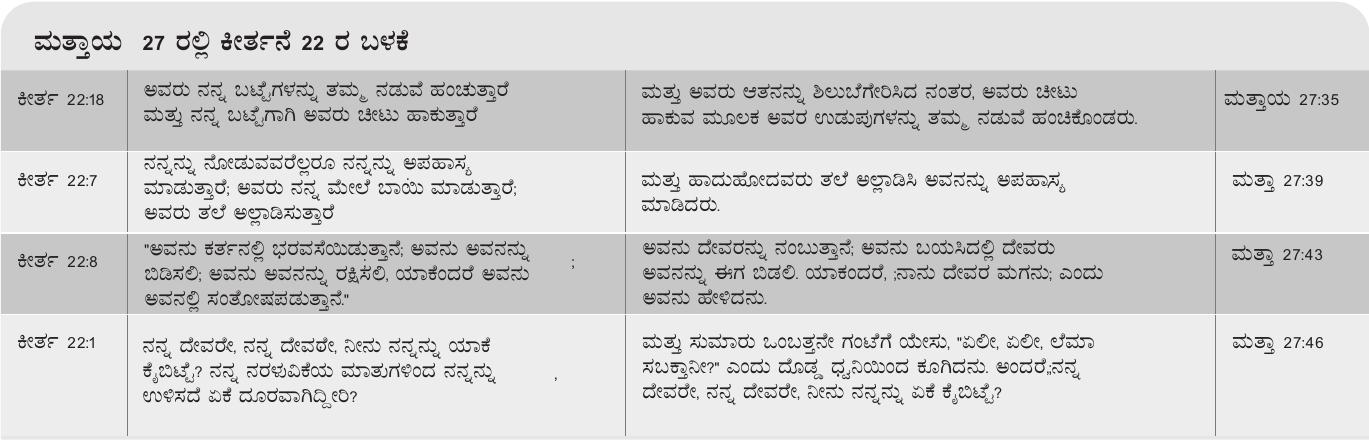 ಮತ್ತಾಯ 27 ರಲ್ಲಿ ಕೀರ್ತನೆ 22 ರ ಬಳಕೆ
ಕೀರ್ತ 22:18
ಅವರು ನನ್ನ ಬಟ್ಟೆಗಳನ್ನು ತಮ್ಮ ನಡುವೆ ಹಂಚುತ್ತಾರೆ
ಮತ್ತು ನನ್ನ ಬಟ್ಟೆಗಾಗಿ ಅವರು ಚೀಟು ಹಾಕುತ್ತಾರೆ
ಮತ್ತು ಅವರು ಆತನನ್ನು ಶಿಲುಬೆಗೇರಿಸಿದ ನಂತರ, ಅವರು ಚೀಟು
ಹಾಕುವ ಮೂಲಕ ಅವರ ಉಡುಪುಗಳನ್ನು ತಮ್ಮ ನಡುವೆ ಹಂಚಿಕೊಂಡರು.
ಮತ್ತಾಯ 27:35
ಕೀರ್ತ 22:7
ನನ್ನನ್ನು ನೋಡುವವರೆಲ್ಲರೂ ನನ್ನನ್ನು ಅಪಹಾಸ್ಯ
ಮಾಡುತ್ತಾರೆ; ಅವರು ನನ್ನ ಮೇಲೆ ಬಾಯಿ ಮಾಡುತ್ತಾರೆ;
ಅವರು ತಲೆ ಅಲ್ಲಾಡಿಸುತ್ತಾರೆ
ಮತ್ತು ಹಾದುಹೋದವರು ತಲೆ ಅಲ್ಲಾಡಿಸಿ ಅವನನ್ನು ಅಪಹಾಸ್ಯ
ಮಾಡಿದರು.
ಮತ್ತಾ 27:39
ಕೀರ್ತ 22:8
"ಅವನು ಕರ್ತನಲ್ಲಿ ಭರವಸೆಯಿಡುತ್ತಾನೆ; ಅವನು ಅವನನ್ನು ;
ಬಿಡಿಸಲಿ; ಅವನು ಅವನನ್ನು ರಕ್ಷಿಸಲಿ, ಯಾಕೆಂದರೆ ಅವನು
ಅವನಲ್ಲಿ ಸಂತೋಷಪಡುತ್ತಾನೆ."
ಅವನು ದೇವರನ್ನು ನಂಬುತ್ತಾನೆ; ಅವನು ಬಯಸಿದಲ್ಲಿ ದೇವರು
ಅವನನ್ನು ಈಗ ಬಿಡಲಿ. ಯಾಕಂದರೆ, ;ನಾನು ದೇವರ ಮಗನು; ಎಂದು
ಅವನು ಹೇಳಿದನು.
ಮತ್ತಾ 27:43
ಕೀರ್ತ 22:1
ನನ್ನ ದೇವರೇ, ನನ್ನ ದೇವರೇ, ನೀನು ನನ್ನನ್ನು ಯಾಕೆ
ಕೈಬಿಟ್ಟೆ? ನನ್ನ ನರಳುವಿಕೆಯ ಮಾತುಗಳಿಂದ ನನ್ನನ್ನು ,
ಉಳಿಸದೆ ಏಕೆ ದೂರವಾಗಿದ್ದೀರಿ?
ಮತ್ತು ಸುಮಾರು ಒಂಬತ್ತನೇ ಗಂಟೆಗೆ ಯೇಸು, "ಏಲೀ, ಏಲೀ, ಲೆಮಾ
ಸಬಕ್ತಾನೀ?" ಎಂದು ದೊಡ್ಡ ಧ್ವನಿಯಿಂದ ಕೂಗಿದನು. ಅಂದರೆ,;ನನ್ನ
ದೇವರೇ, ನನ್ನ ದೇವರೇ, ನೀನು ನನ್ನನ್ನು ಏಕೆ ಕೈಬಿಟ್ಟೆ?
ಮತ್ತಾ 27:46